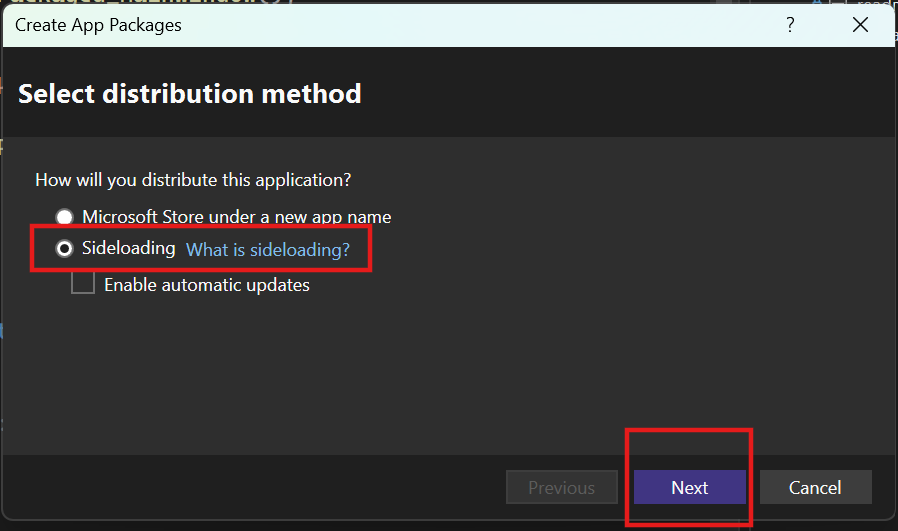 Create App Packages ?
Select distribution method
How will you distribute this application?
Microsoft Store under a new app name
Sideloading What is sideloading?
Enable automatic updates
Previous Next Cancel